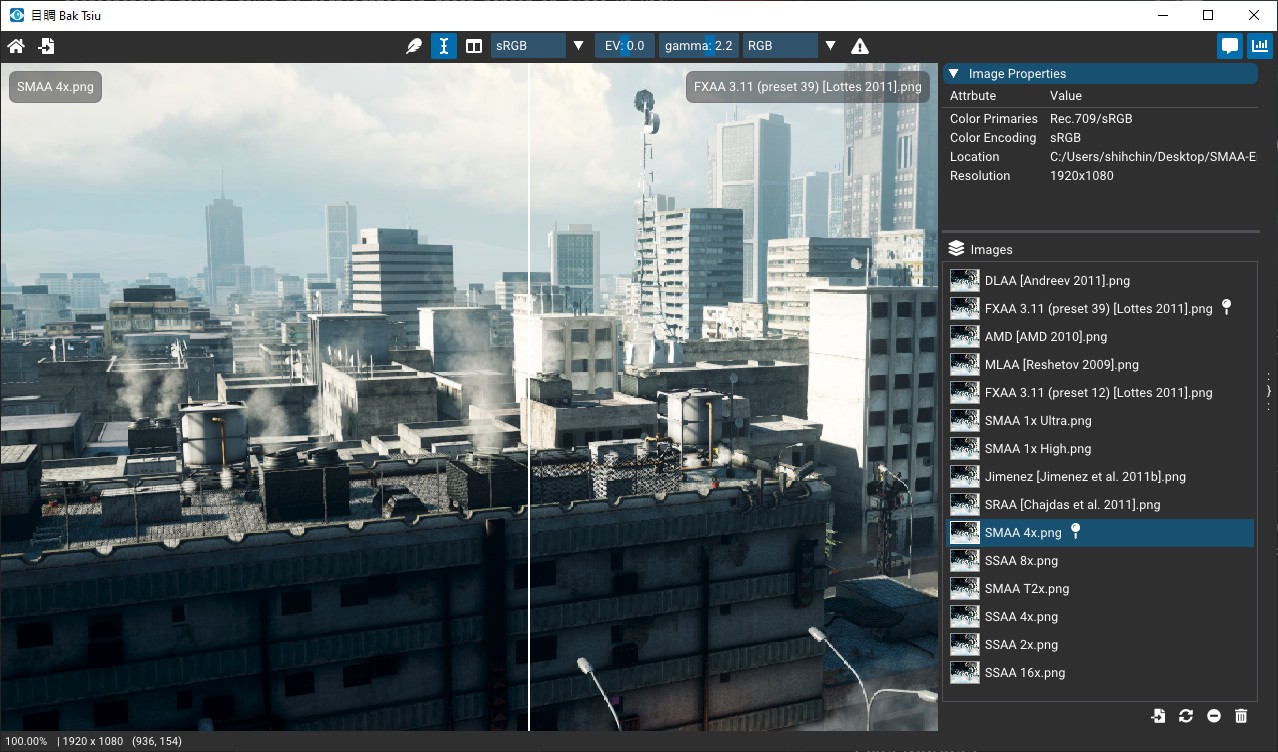 目睭 Bak Tsiu
sRGB
EV: 0.0
gamma: 2.2
RGB
SMAA 4x.png
FXAA 3.11 (preset 39) [Lottes 2011].png
Image Properties
Attrbute Value
Color Primaries Rec.709/sRGB
Color Encoding sRGB
Location C:/Users/shihchin/Desktop/SMAA-E
Resolution 1920x1080
Images
DLAA [Andreev 2011].png
FXAA 3.11 (preset 39) [Lottes 2011].png
AMD [AMD 2010].png
MLAA [Reshetov 2009].png
FXAA 3.11 (preset 12) [Lottes 2011].png
SMAA 1x Ultra.png
SMAA 1x High.png
Jimenez [Jimenez et al. 2011b].png
SRAA [Chajdas et al. 2011].png
SMAA 4x.png
SSAA 8x.png
SMAA T2x.png
SSAA 4x.png
SSAA 2x.png
SSAA 16x.png
100.00% | 1920 x 1080 (936, 154)